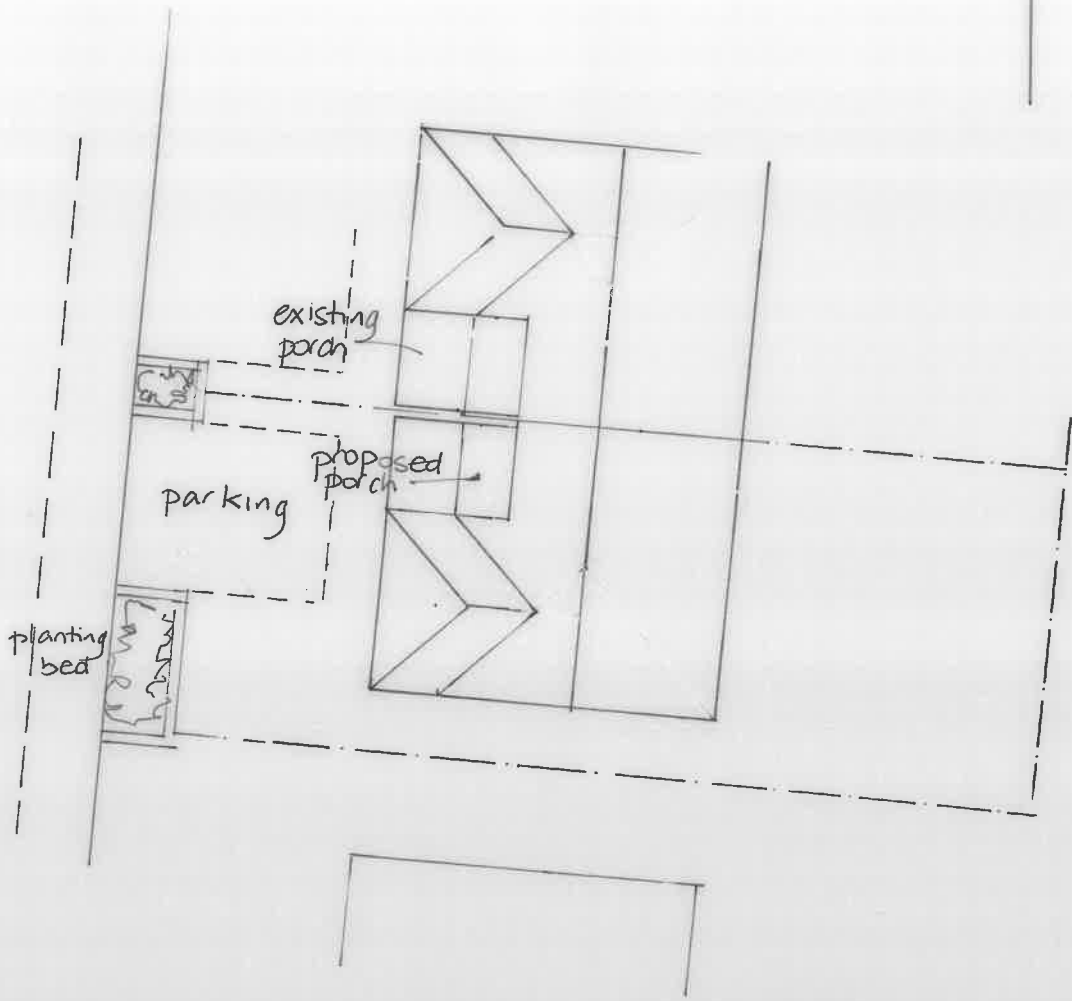 existing
porch
proposed
porch
parking
planting
bed